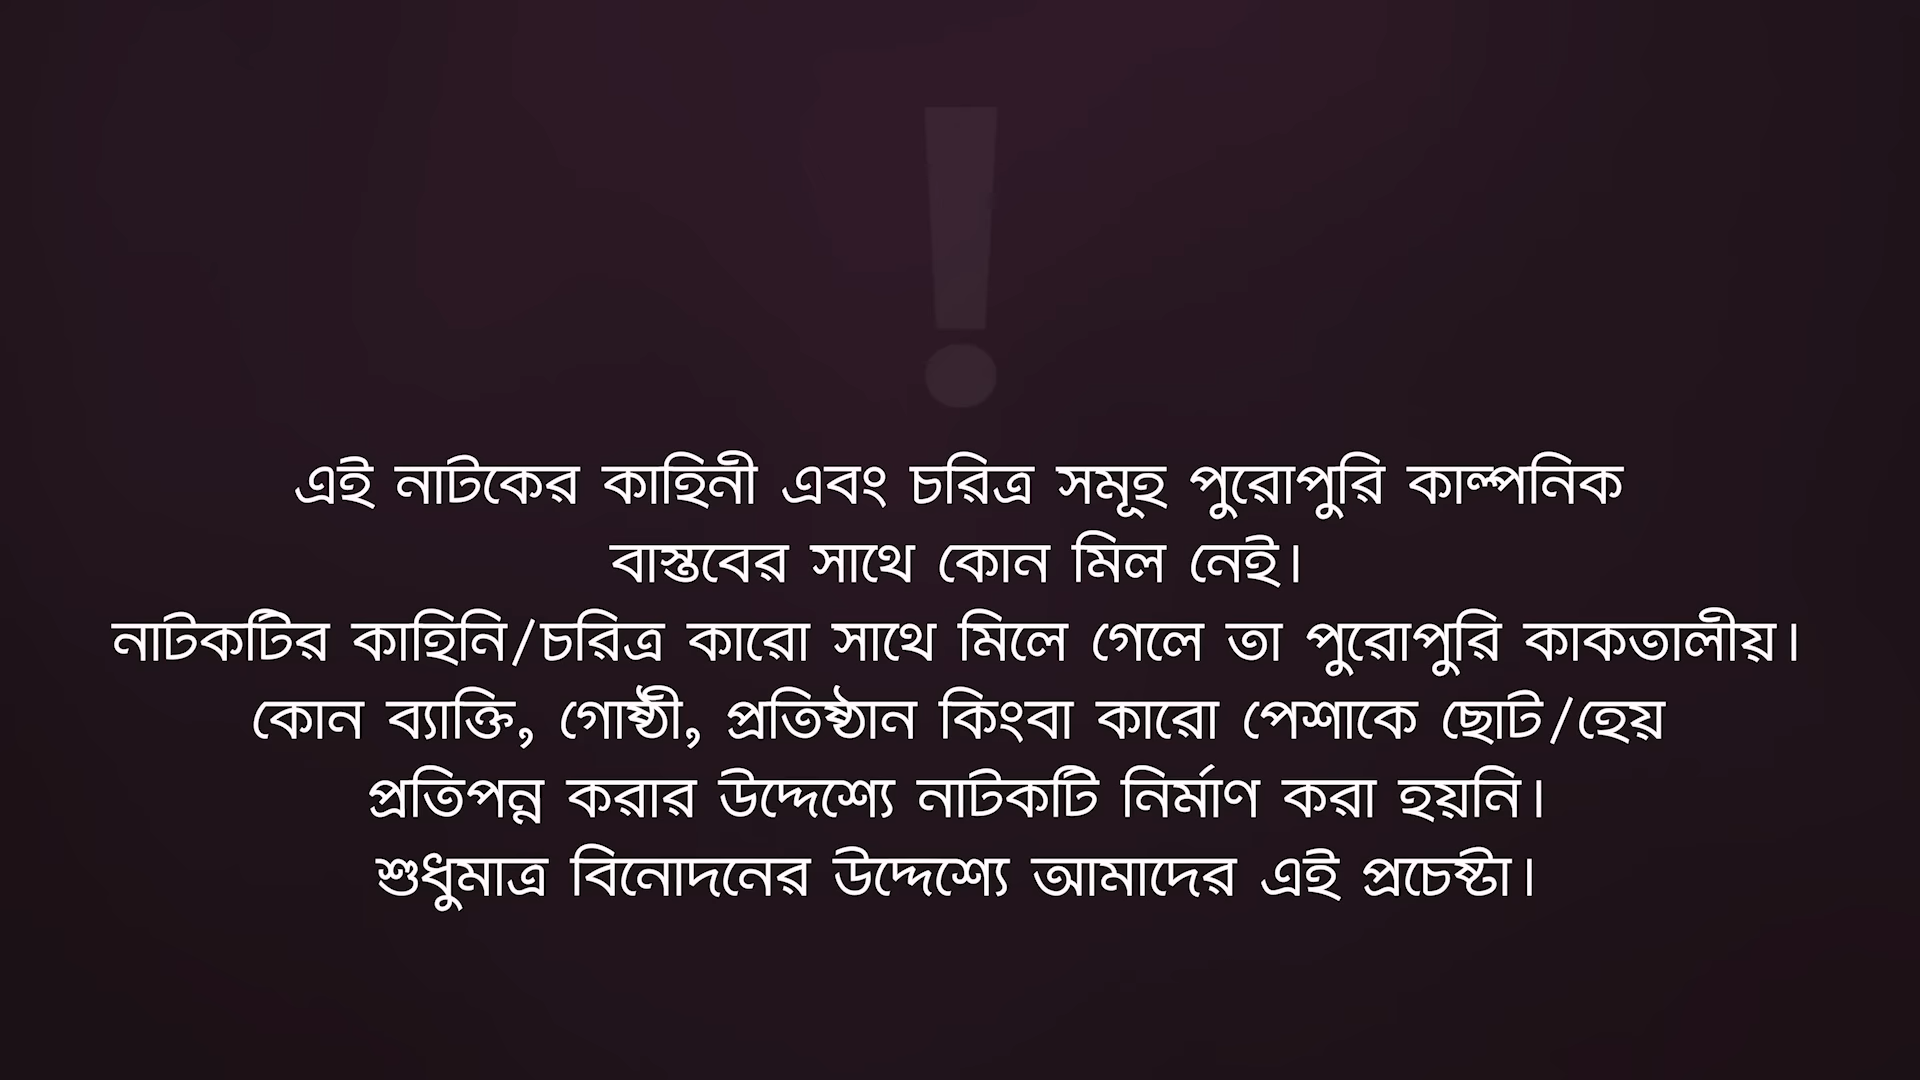 এই নাটকের কাহিনী এবং চরিত্র সমূহ পুরোপুরি কাল্পনিক
বাস্তবের সাথে কোন মিল নেই।
নাটকটির কাহিনি/চরিত্র কারো সাথে মিলে গেলে তা পুরোপুরি কাকতালীয়।
কোন ব্যাক্তি, গোষ্ঠী, প্রতিষ্ঠান কিংবা কারো পেশাকে ছোট/হেয়
প্রতিপন্ন করার উদ্দেশ্যে নাটকটি নির্মাণ করা হয়নি।
শুধুমাত্র বিনোদনের উদ্দেশ্যে আমাদের এই প্রচেষ্টা।